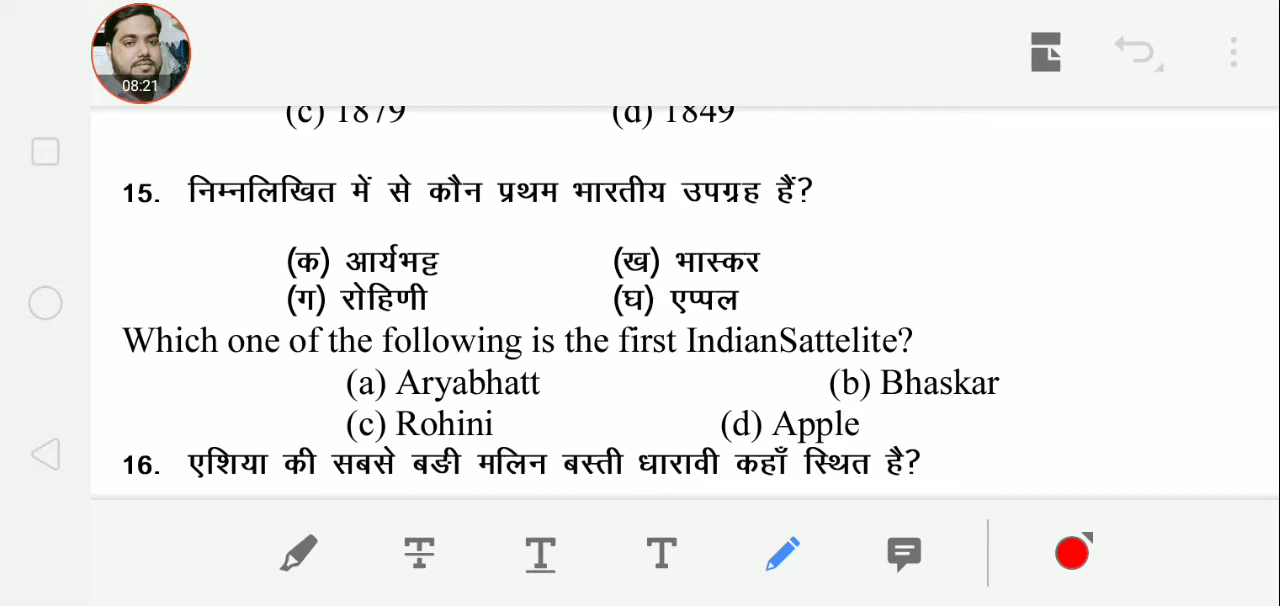 08:21
(c) 1879 (d) 1849
15. निम्नलिखित में से कौन प्रथम भारतीय उपग्रह हैं?
(क) आर्यभट्ट (ख) भास्कर
(ग) रोहिणी (घ) एप्पल
Which one of the following is the first IndianSattelite?
(a) Aryabhatt (b) Bhaskar
(c) Rohini (d) Apple
16. एशिया की सबसे बङी मलिन बस्ती धारावी कहाँ स्थित है?
T T T